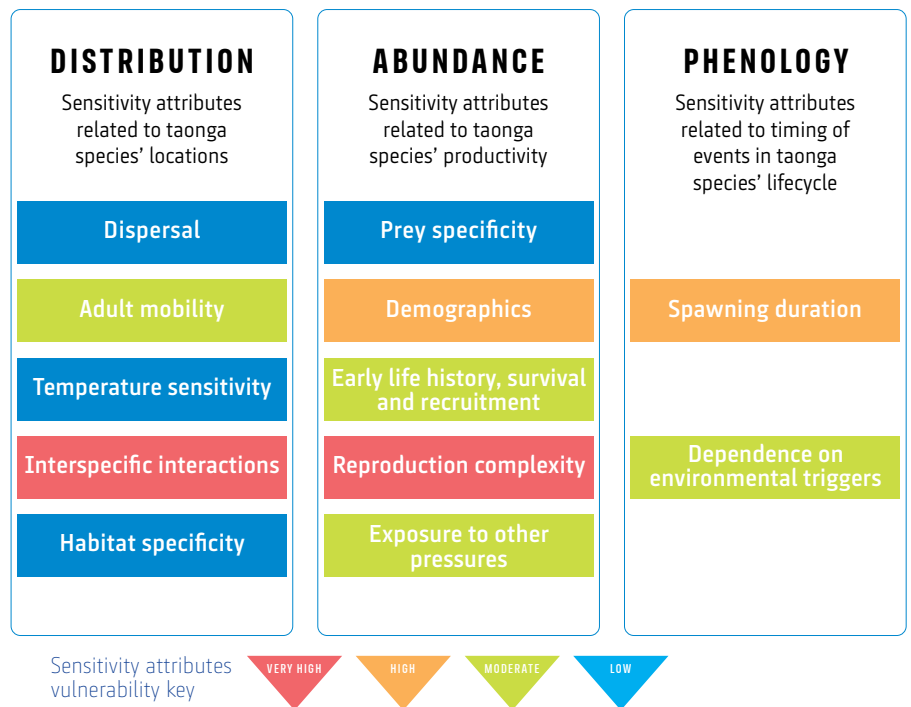 DISTRIBUTION
Sensitivity attributes
related to taonga
species' locations
Dispersal
Adult mobility
Temperature sensitivity
Interspecific interactions
Habitat specificity
ABUNDANCE
Sensitivity attributes
related to taonga
species' productivity
Prey specificity
Demographics
Early life history, survival
and recruitment
Reproduction complexity
Exposure to other
pressures
PHENOLOGY
Sensitivity attributes
related to timing of
events in taonga
species' lifecycle
Spawning duration
Dependence on
environmental triggers
Sensitivity attributes
vulnerability key
VERY HIGH
HIGH
MODERATE
LOW